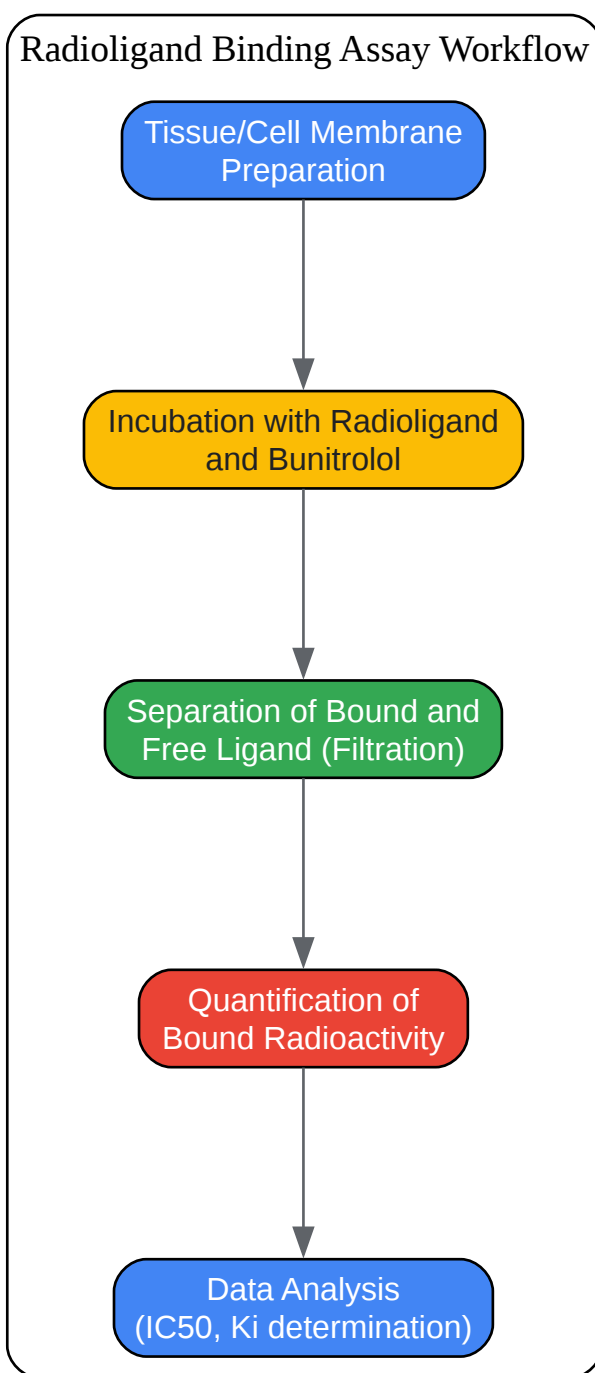 Radioligand Binding Assay Workflow
Tissue/Cell Membrane
Preparation
Incubation with Radioligand
and Bunitrolol
Separation of Bound and
Free Ligand (Filtration)
Quantification of
Bound Radioactivity
Data Analysis
(IC50, Ki determination)